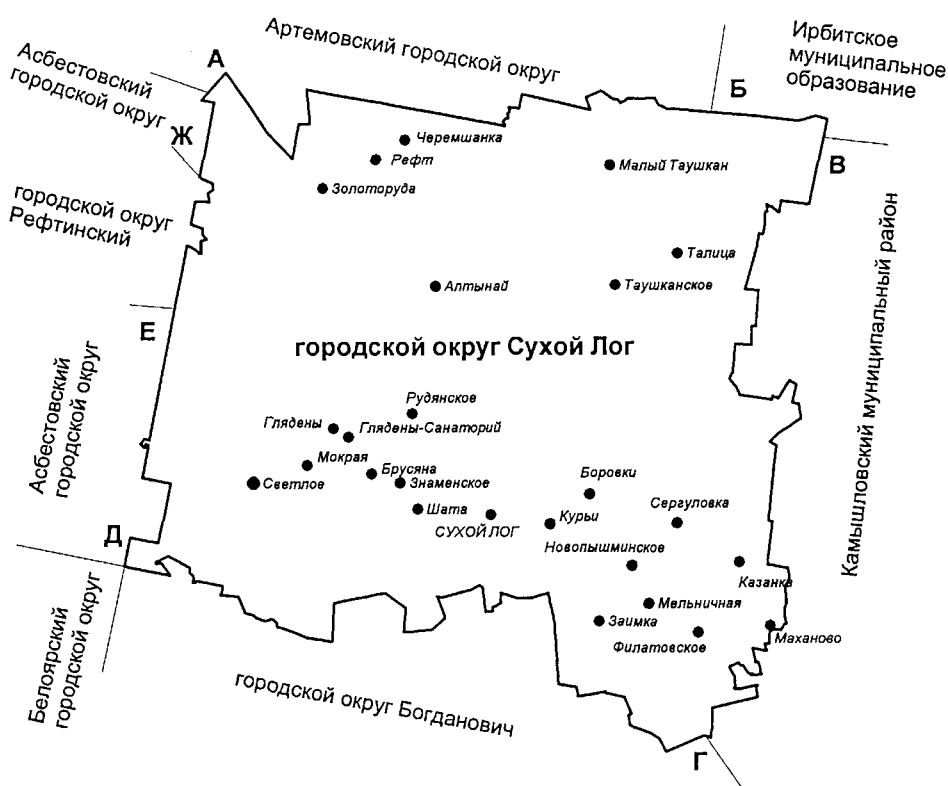 Артемовский городской округ
Ирбитское
муниципальное
образование
Асбестовский
городской округ
А
Б
Ж
В
Черемшанка
Рефт
Малый Таушкан
Золоторуда
городской округ
Рефтинский
Талица
Алтынай
Таушканское
Е
городской округ Сухой Лог
Камышловский муниципальный район
Асбестовский
городской округ
Рудянское
Глядены
Глядены-Санаторий
Мокрая
Брусяна
Светлое
Знаменское
Боровки
Сергуловка
Шата
СУХОЙ ЛОГ
Курьи
Д
Новопышминское
Казанка
Белоярский
городской округ
Мельничная
Заимка
Филатовское
Маханово
городской округ Богданович
Г